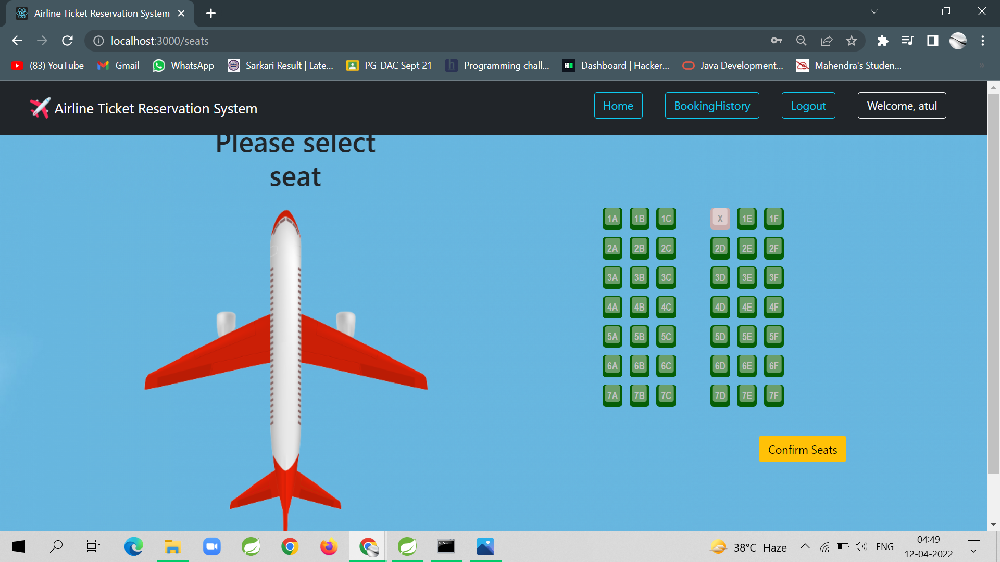 Airline Ticket Reservation System
localhost:3000/seats
(83) YouTube Gmail WhatsApp Sarkari Result | Late... PG-DAC Sept 21 Programming chall... Dashboard | Hacker... Java Development... Mahendra's Studen...
Airline Ticket Reservation System Home BookingHistory Logout Welcome, atul
Please select
seat
1A 1B 1C X 1E 1F
2A 2B 2C 2D 2E 2F
3A 3B 3C 3D 3E 3F
4A 4B 4C 4D 4E 4F
5A 5B 5C 5D 5E 5F
6A 6B 6C 6D 6E 6F
7A 7B 7C 7D 7E 7F
Confirm Seats
38°C Haze ENG 04:49
12-04-2022